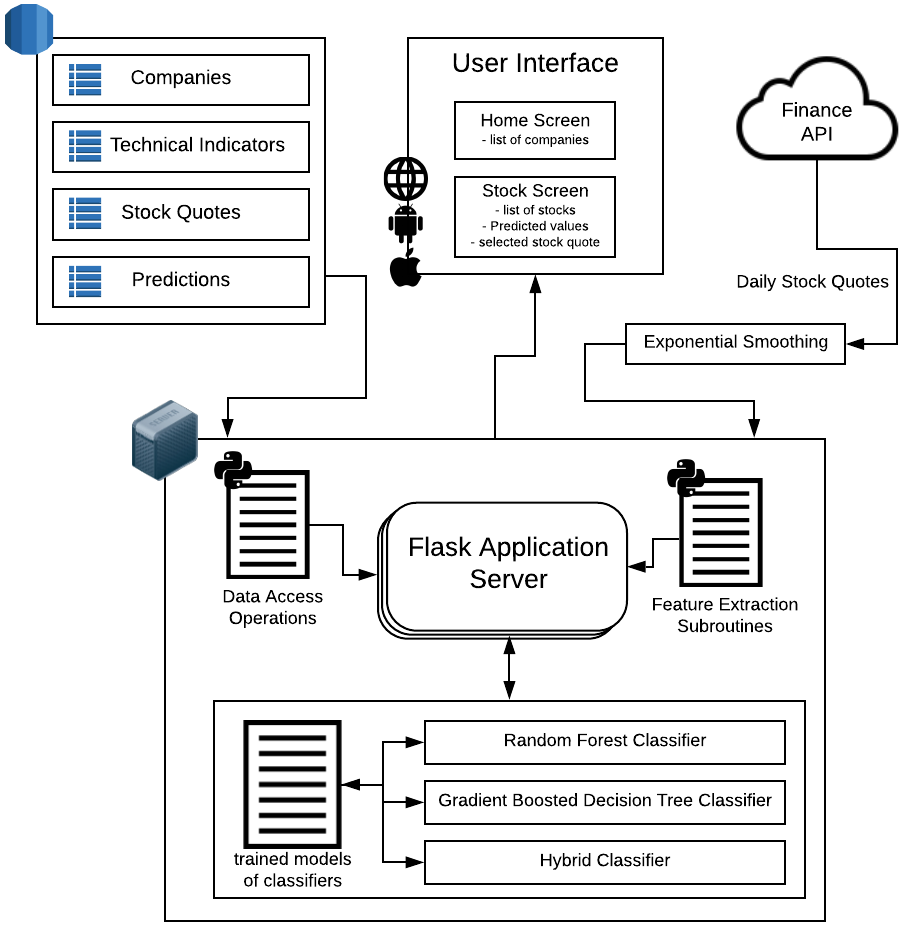 Companies
Technical Indicators
Stock Quotes
Predictions
User Interface
Home Screen
- list of companies
Stock Screen
- list of stocks
- Predicted values
- selected stock quote
Finance
API
Daily Stock Quotes
Exponential Smoothing
SERVER
Data Access
Operations
Flask Application
Server
Feature Extraction
Subroutines
trained models
of classifiers
Random Forest Classifier
Gradient Boosted Decision Tree Classifier
Hybrid Classifier